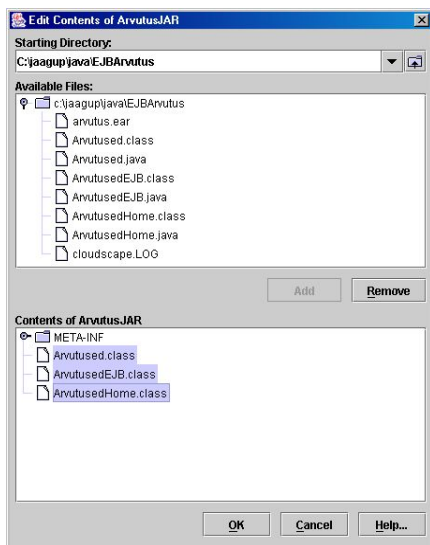 Edit Contents of ArvutusJAR
Starting Directory:
C:\jaagup\java\EJBArvutus
Available Files:
c:\jaagup\java\EJBArvutus
arvutus.ear
Arvutused.class
Arvutused.java
ArvutusedEJB.class
ArvutusedEJB.java
ArvutusedHome.class
ArvutusedHome.java
cloudscape.LOG
Add Remove
Contents of ArvutusJAR
META-INF
Arvutused.class
ArvutusedEJB.class
ArvutusedHome.class
OK Cancel Help...